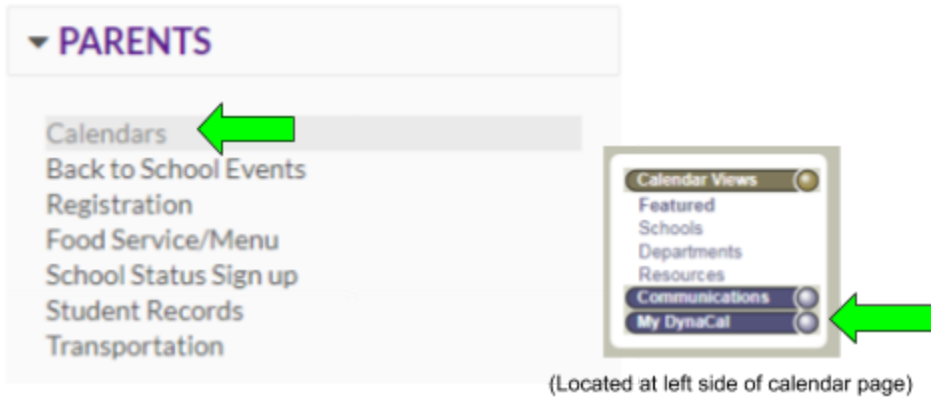 PARENTS
Calendars
Back to School Events
Registration
Food Service/Menu
School Status Sign up
Student Records
Transportation
Calendar Views
Featured
Schools
Departments
Resources
Communications
My DynaCal
(Located at left side of calendar page)